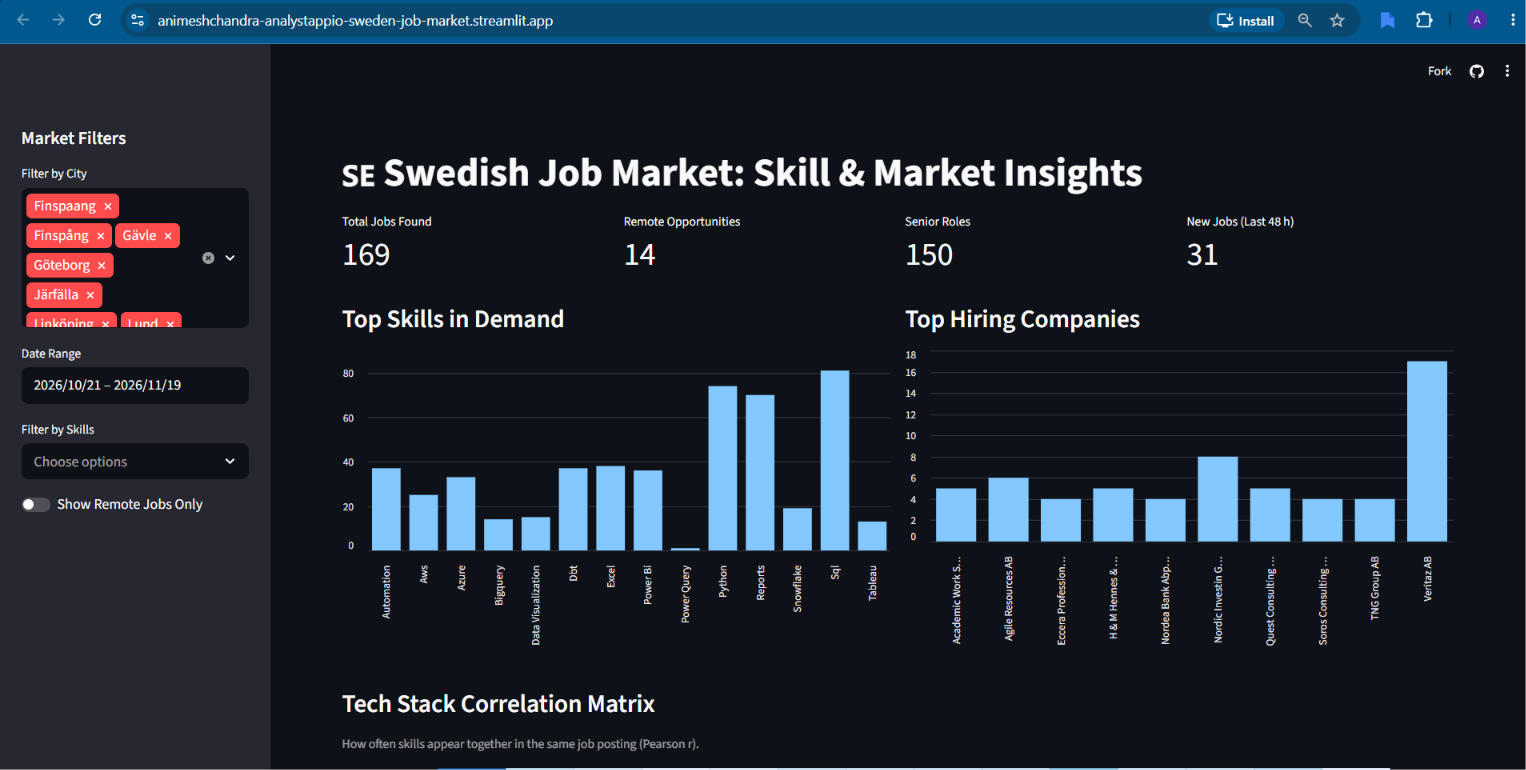 animeshchandra-analystappio-sweden-job-market.streamlit.app
Install
A
Fork
Market Filters
Filter by City
Finspaang ×
Finspång × Gävle ×
Göteborg ×
Järfälla ×
Linköping × Lund ×
Date Range
2026/10/21 – 2026/11/19
Filter by Skills
Choose options
Show Remote Jobs Only
SE Swedish Job Market: Skill & Market Insights
Total Jobs Found
169
Remote Opportunities
14
Senior Roles
150
New Jobs (Last 48 h)
31
Top Skills in Demand
80
60
40
20
0
Automation
Aws
Azure
Bigquery
Data Visualization
Dbt
Excel
Power Bi
Power Query
Python
Reports
Snowflake
Sql
Tableau
Top Hiring Companies
18
16
14
12
10
8
6
4
2
0
Academic Work S…
Agile Resources AB
Eccera Profession…
H & M Hennes & …
Nordea Bank Abp…
Nordic Investin G…
Quest Consulting …
Soros Consulting …
TNG Group AB
Veritaz AB
Tech Stack Correlation Matrix
How often skills appear together in the same job posting (Pearson r).